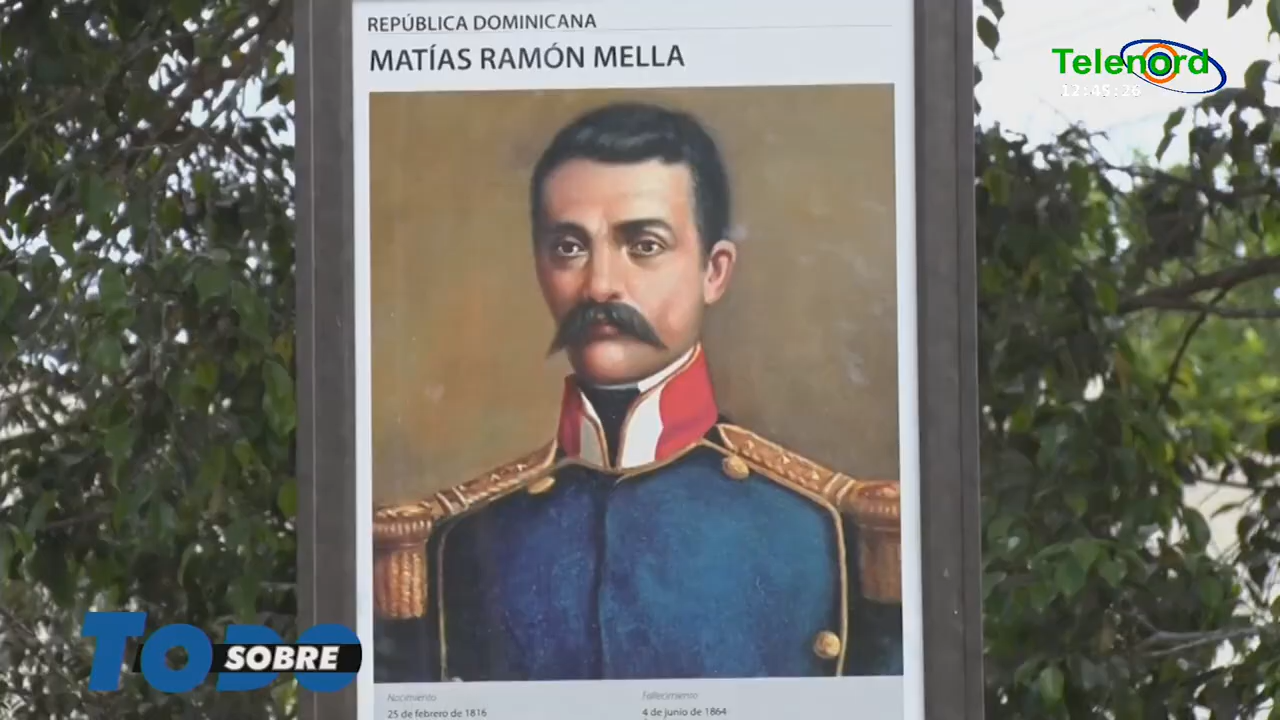 REPÚBLICA DOMINICANA
MATÍAS RAMÓN MELLA
Telenord
12:45:26
TODO
SOBRE
Nacimiento
Fallecimiento
25 de febrero de 1816
4 de junio de 1864